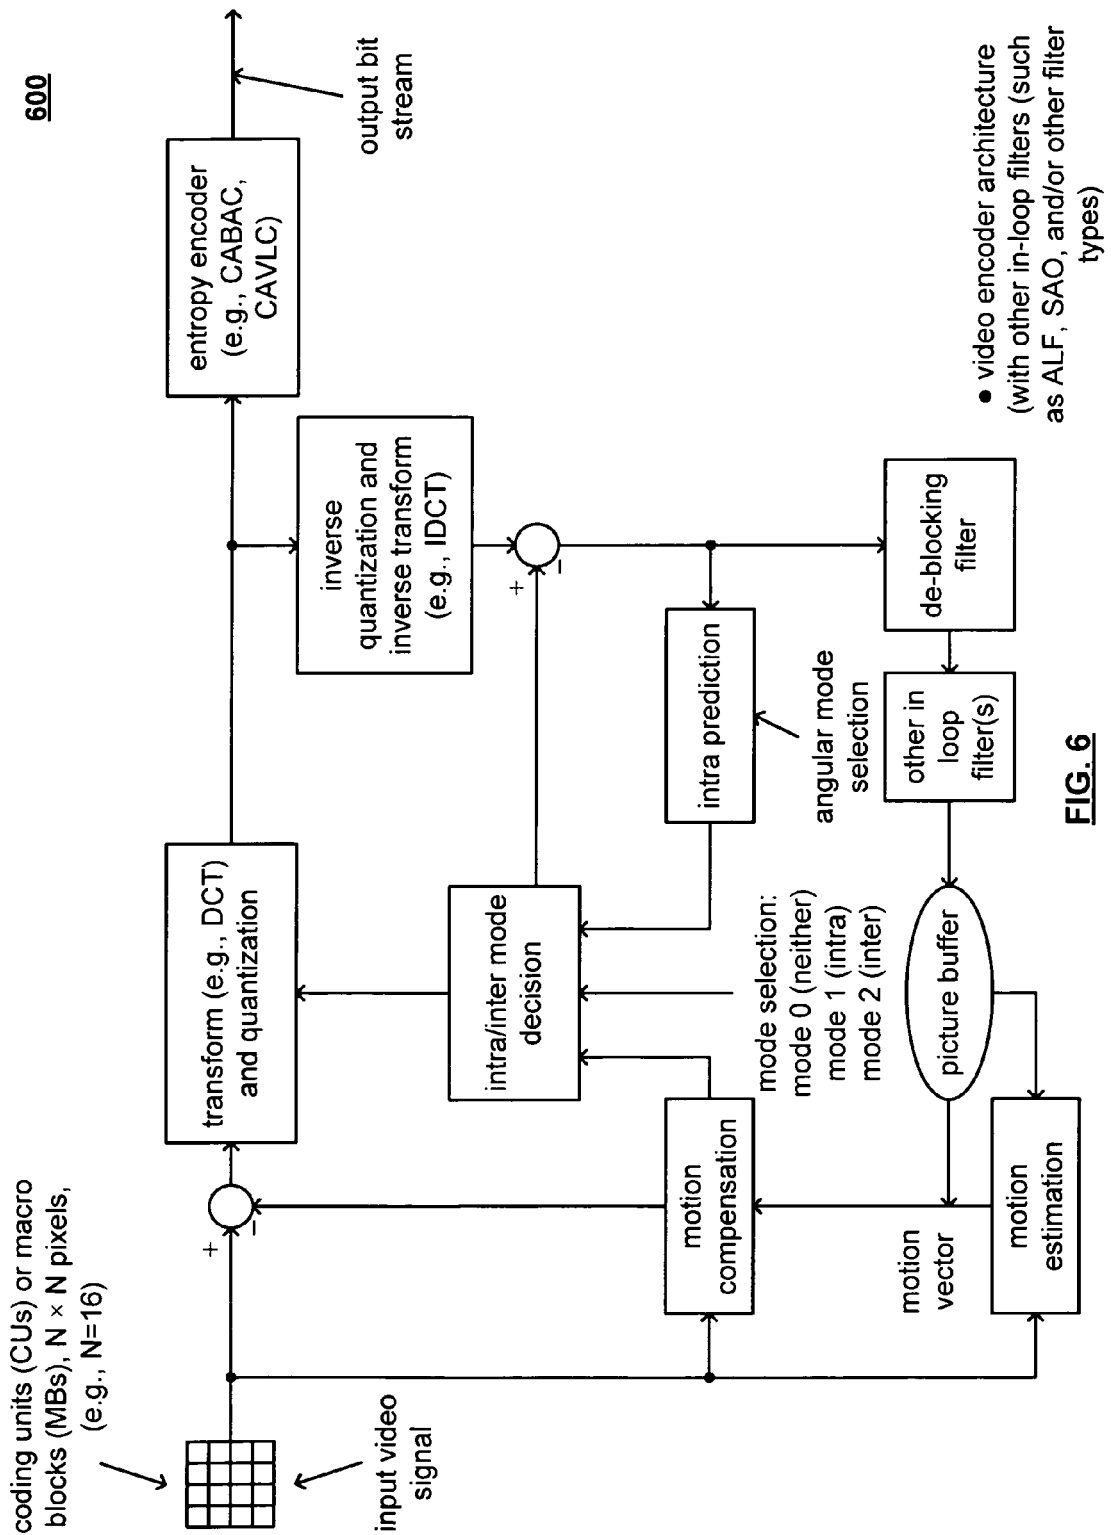 600
coding units (CUs) or macro
blocks (MBs), N × N pixels,
(e.g., N=16)
input video
signal
+
−
transform (e.g., DCT)
and quantization
entropy encoder
(e.g., CABAC,
CAVLC)
output bit
stream
inverse
quantization and
inverse transform
(e.g., IDCT)
+
−
intra/inter mode
decision
mode selection:
mode 0 (neither)
mode 1 (intra)
mode 2 (inter)
intra prediction
angular mode
selection
motion
compensation
motion
vector
motion
estimation
picture buffer
other in
loop
filter(s)
de-blocking
filter
● video encoder architecture
(with other in-loop filters (such
as ALF, SAO, and/or other filter
types)
FIG. 6